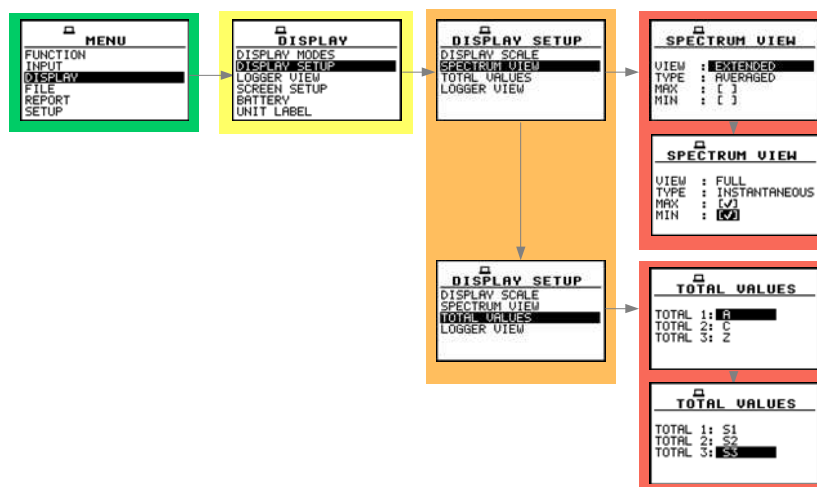 MENU
FUNCTION
INPUT
DISPLAY
FILE
REPORT
SETUP
DISPLAY
DISPLAY MODES
DISPLAY SETUP
LOGGER VIEW
SCREEN SETUP
BATTERY
UNIT LABEL
DISPLAY SETUP
DISPLAY SCALE
SPECTRUM VIEW
TOTAL VALUES
LOGGER VIEW
SPECTRUM VIEW
VIEW : EXTENDED
TYPE : AVERAGED
MAX : [ ]
MIN : [ ]
SPECTRUM VIEW
VIEW : FULL
TYPE : INSTANTANEOUS
MAX : [✓]
MIN : [✓]
DISPLAY SETUP
DISPLAY SCALE
SPECTRUM VIEW
TOTAL VALUES
LOGGER VIEW
TOTAL VALUES
TOTAL 1: A
TOTAL 2: C
TOTAL 3: Z
TOTAL VALUES
TOTAL 1: S1
TOTAL 2: S2
TOTAL 3: S3